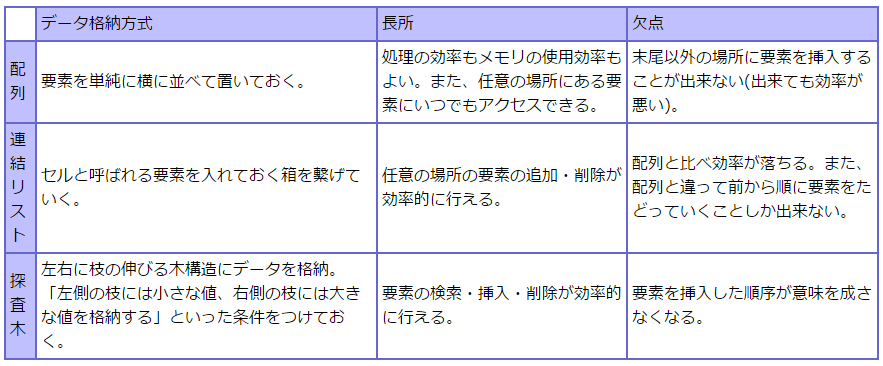 データ格納方式
長所
欠点
配
列
要素を単純に横に並べて置いておく。
処理の効率もメモリの使用効率も
よい。また、任意の場所にある要
素にいつでもアクセスできる。
末尾以外の場所に要素を挿入する
ことが出来ない(出来ても効率が
悪い)。
連
結
リ
ス
ト
セルと呼ばれる要素を入れておく箱を繋げて
いく。
任意の場所の要素の追加・削除が
効率的に行える。
配列と比べ効率が落ちる。また、
配列と違って前から順に要素をた
どっていくことしか出来ない。
探
査
木
左右に枝の伸びる木構造にデータを格納。
「左側の枝には小さな値、右側の枝には大き
な値を格納する」といった条件をつけてお
く。
要素の検索・挿入・削除が効率的
に行える。
要素を挿入した順序が意味を成さ
なくなる。